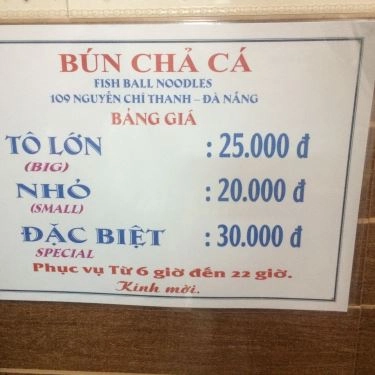 BÚN CHẢ CÁ
FISH BALL NOODLES
109 NGUYỄN CHÍ THANH – ĐÀ NẴNG
BẢNG GIÁ
TÔ LỚN : 25.000 đ
(BIG)
NHỎ : 20.000 đ
(SMALL)
ĐẶC BIỆT : 30.000 đ
SPECIAL
Phục vụ Từ 6 giờ đến 22 giờ.
Kính mời.